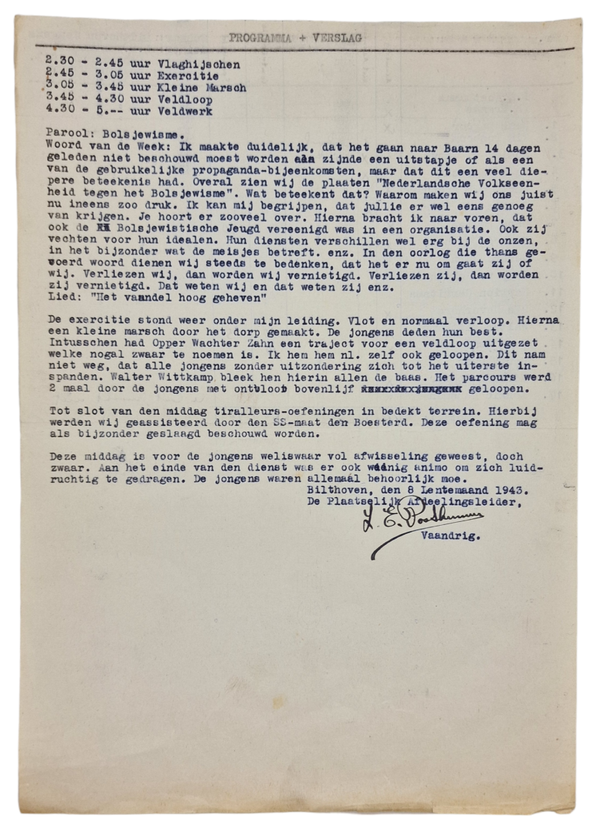 PROGRAMMA + VERSLAG
2.30 - 2.45 uur Vlaghijschen
2.45 - 3.05 uur Exercitie
3.05 - 3.45 uur Kleine Marsch
3.45 - 4.30 uur Veldloop
4.30 - 5.-- uur Veldwerk
Parool: Bolsjewisme.
Woord van de Week: Ik maakte duidelijk, dat het gaan naar Baarn 14 dagen
geleden niet beschouwd moest worden als zijnde een uitstapje of als een
van de gebruikelijke propaganda-bijeenkomsten, maar dat dit een veel die-
pere beteekenis had. Overal zien wij de plaaten "Nederlandsche Volkseen-
heid tegen het Bolsjewisme". Wat beteekent dat? Waarom maken wij ons juist
nu ineens zoo druk. Ik kan mij begrijpen, dat jullie er wel eens genoeg
van krijgen. Je hoort er zooveel over. Hierna bracht ik naar voren, dat
ook de Bolsjewistische Jeugd vereenigd was in een organisatie. Ook zij
vechten voor hun idealen. Hun diensten verschillen wel erg bij de onzen,
in het bijzonder wat de meisjes betreft. enz. In den oorlog die thans ge-
voerd woord dienen wij steeds te bedenken, dat het er nu om gaat zij of
wij. Verliezen wij, dan worden wij vernietigd. Verliezen zij, dan worden
zij vernietigd. Dat weten wij en dat weten zij enz.
Lied: "Het vaandel hoog geheven"
De exercitie stond weer onder mijn leiding. Vlot en normaal verloop. Hierna
een kleine marsch door het dorp gemaakt. De jongens deden hun best.
Intusschen had Opper Wachter Zahn een traject voor een veldloop uitgezet
welke nogal zwaar te noemen is. Ik hem hem nl. zelf ook geloopen. Dit nam
niet weg, dat alle jongens zonder uitzondering zich tot het uiterste in-
spanden. Walter Wittkamp bleek hen hierin allen de baas. Het parcours werd
2 maal door de jongens met ontbloot bovenlijf geloopen.
Tot slot van den middag tiralleurs-oefeningen in bedekt terrein. Hierbij
werden wij geassisteerd door den SS-maat den Boesterd. Deze oefening mag
als bijzonder geslaagd beschouwd worden.
Deze middag is voor de jongens weliswaar vol afwisseling geweest, doch
zwaar. Aan het einde van den dienst was er ook weinig animo om zich luid-
ruchtig te gedragen. De jongens waren allemaal behoorlijk moe.
Bilthoven, den 8 Lentemaand 1943.
De Plaatselijk Afdeelingsleider,
Vaandrig.